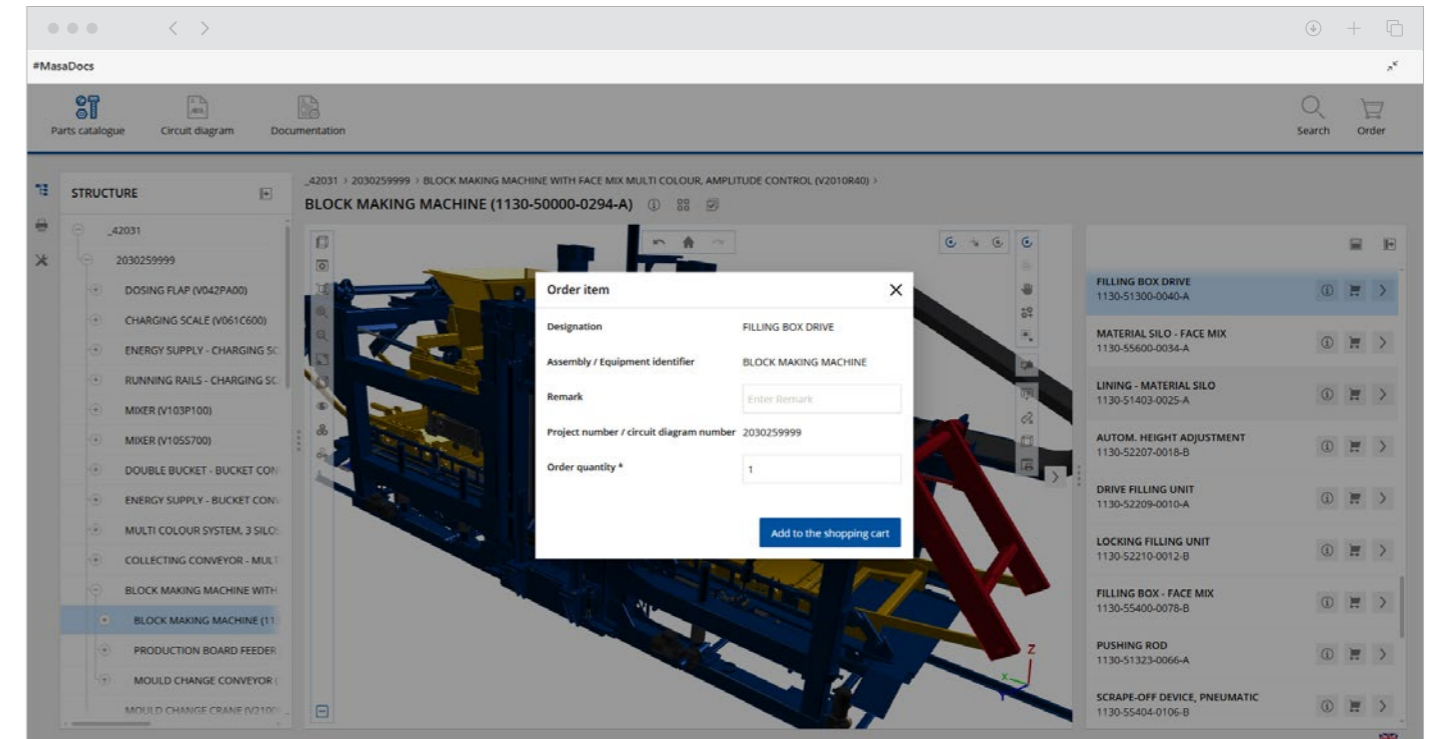 #MasaDocs
Parts catalogue
Circuit diagram
Documentation
Search
Order
STRUCTURE
_42031
2030259999
DOSING FLAP (V042PA00)
CHARGING SCALE (V061C600)
ENERGY SUPPLY - CHARGING SC
RUNNING RAILS - CHARGING SC
MIXER (V103P100)
MIXER (V105S700)
DOUBLE BUCKET - BUCKET CON
ENERGY SUPPLY - BUCKET CONV
MULTI COLOUR SYSTEM, 3 SILOS
COLLECTING CONVEYOR - MULT
BLOCK MAKING MACHINE WITH
BLOCK MAKING MACHINE (11
PRODUCTION BOARD FEEDER
MOULD CHANGE CONVEYOR (
MOULD CHANGE CRANE (V2100
_42031 > 2030259999 > BLOCK MAKING MACHINE WITH FACE MIX MULTI COLOUR, AMPLITUDE CONTROL (V2010R40) >
BLOCK MAKING MACHINE (1130-50000-0294-A)
Order item
Designation FILLING BOX DRIVE
Assembly / Equipment identifier BLOCK MAKING MACHINE
Remark Enter Remark
Project number / circuit diagram number 2030259999
Order quantity * 1
Add to the shopping cart
Z
X
FILLING BOX DRIVE
1130-51300-0040-A
MATERIAL SILO - FACE MIX
1130-55600-0034-A
LINING - MATERIAL SILO
1130-51403-0025-A
AUTOM. HEIGHT ADJUSTMENT
1130-52207-0018-B
DRIVE FILLING UNIT
1130-52209-0010-A
LOCKING FILLING UNIT
1130-52210-0012-B
FILLING BOX - FACE MIX
1130-55400-0078-B
PUSHING ROD
1130-51323-0066-A
SCRAPE-OFF DEVICE, PNEUMATIC
1130-55404-0106-B